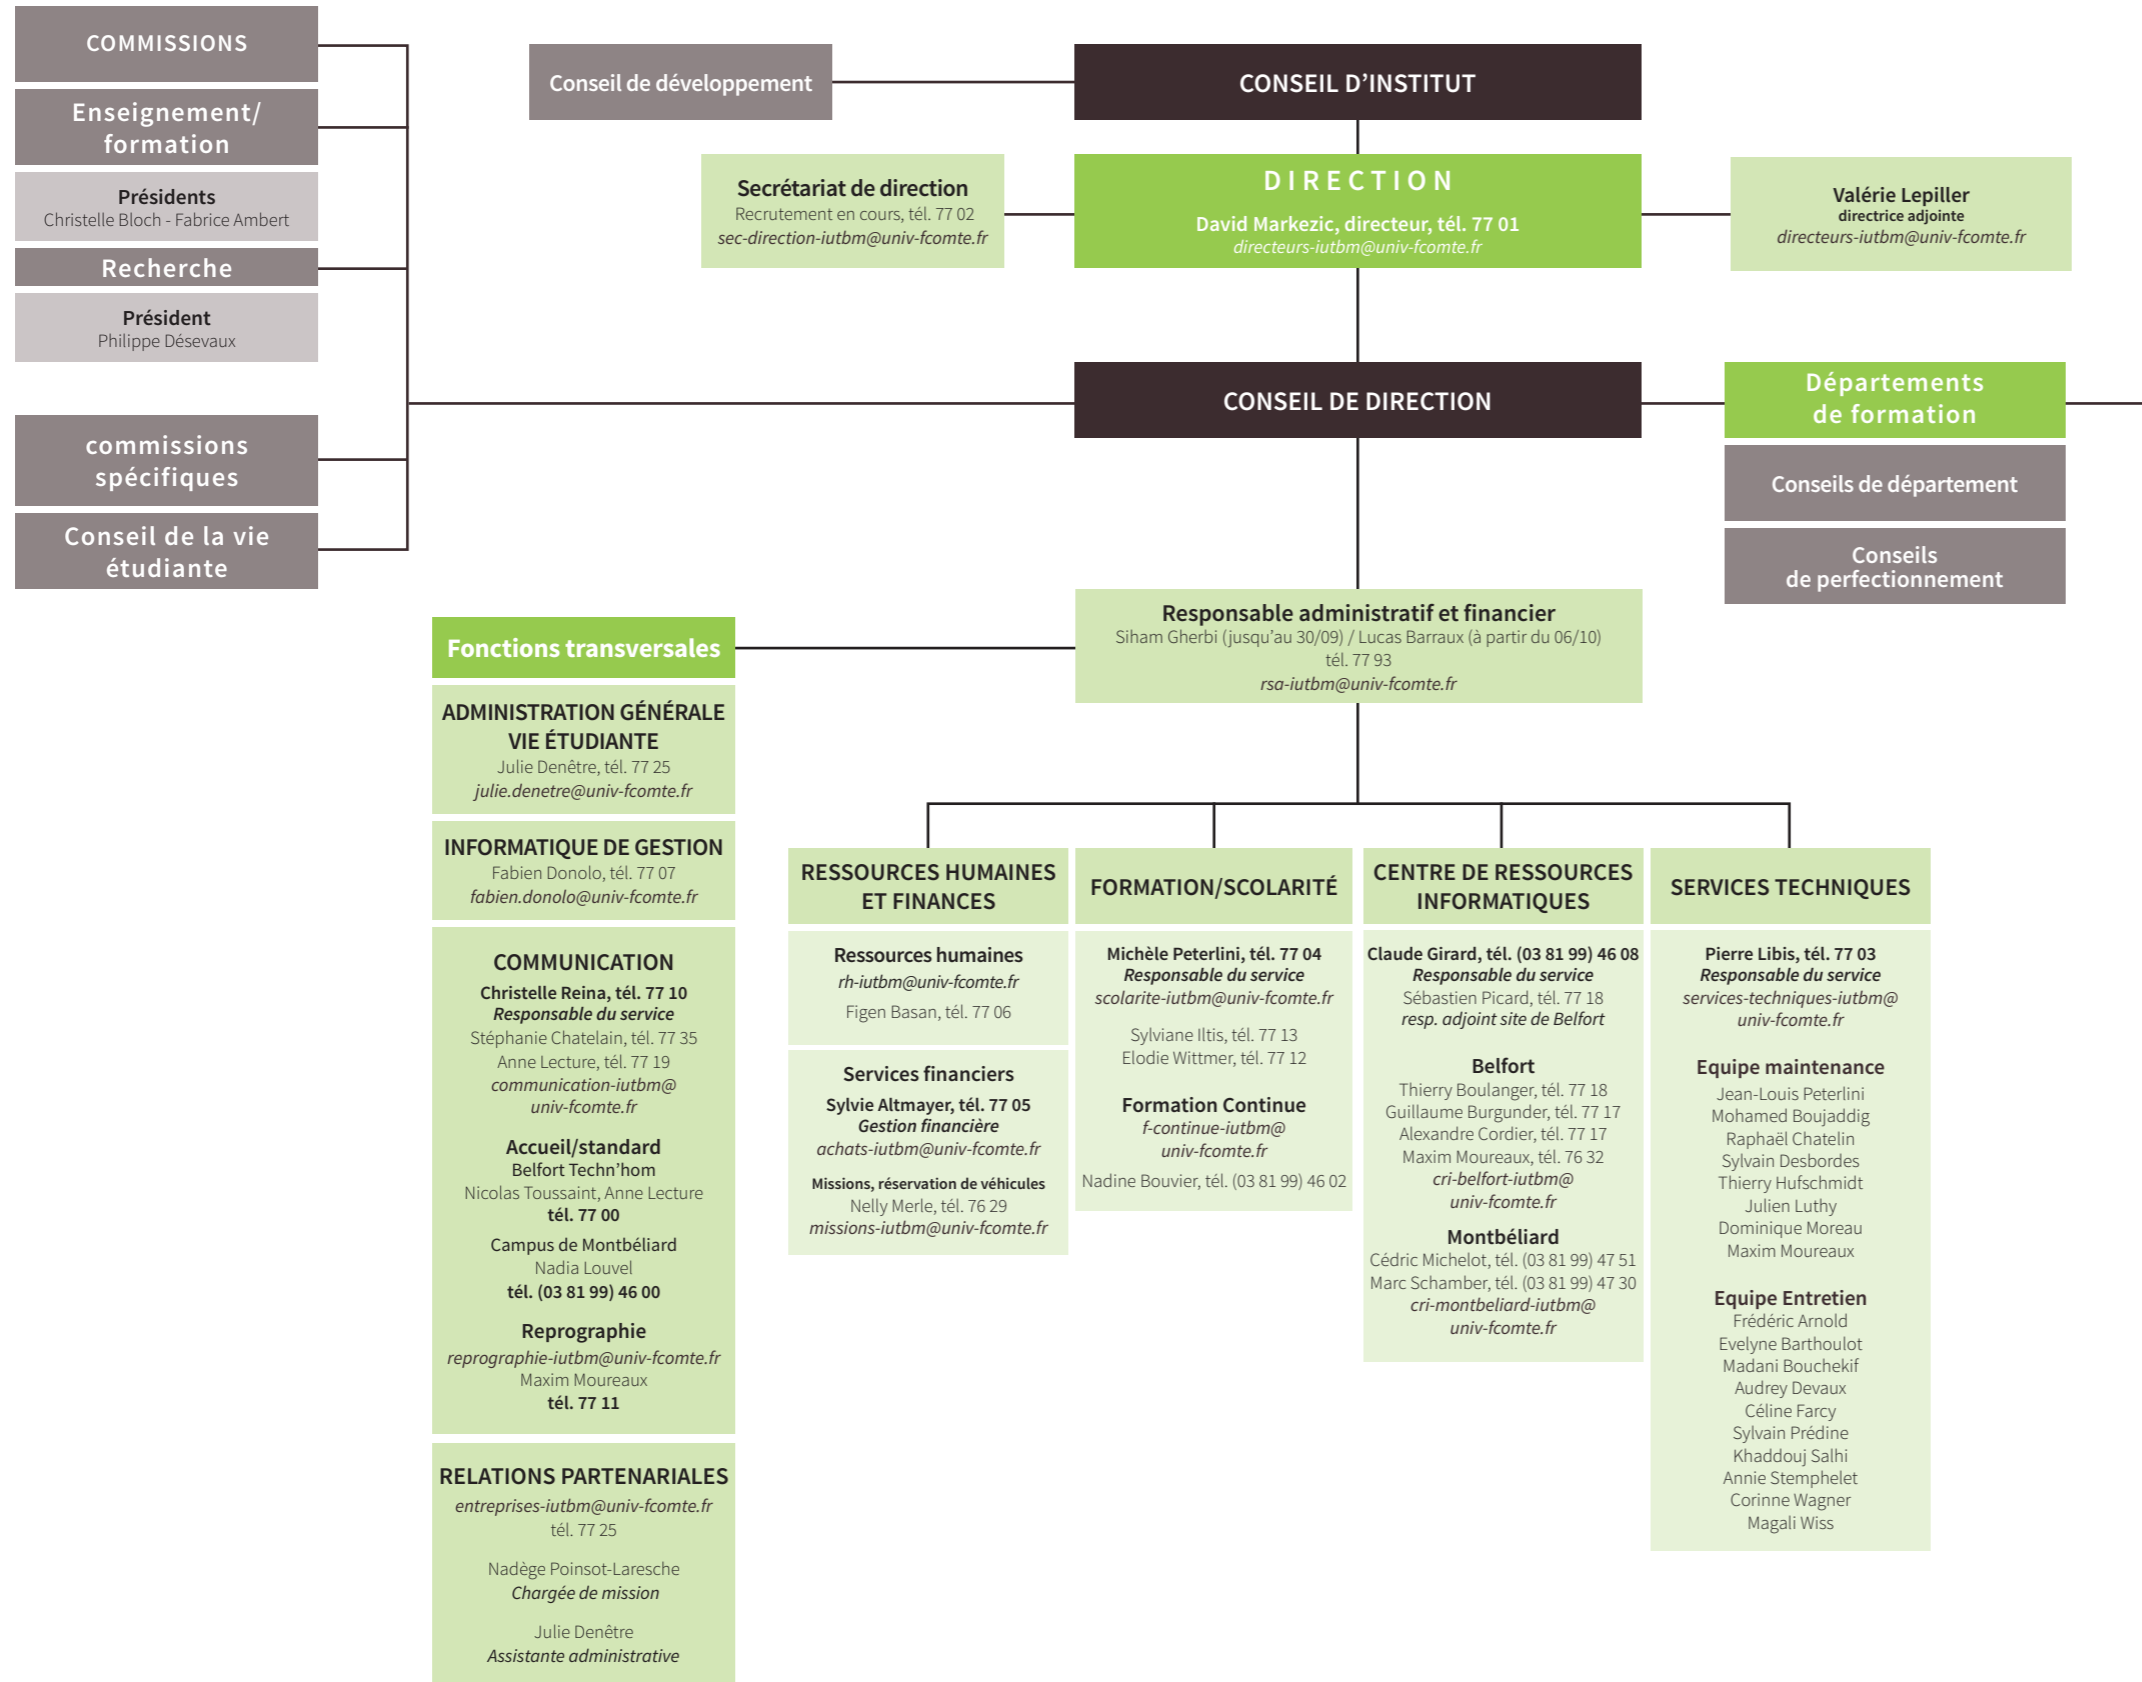 COMMISSIONS
Enseignement/
formation
Présidents
Christelle Bloch - Fabrice Ambert
Recherche
Président
Philippe Désevaux
commissions
spécifiques
Conseil de la vie
étudiante
Conseil de développement
CONSEIL D’INSTITUT
Secrétariat de direction
Recrutement en cours, tél. 77 02
sec-direction-iutbm@univ-fcomte.fr
DIRECTION
David Markezic, directeur, tél. 77 01
directeurs-iutbm@univ-fcomte.fr
Valérie Lepiller
directrice adjointe
directeurs-iutbm@univ-fcomte.fr
CONSEIL DE DIRECTION
Départements
de formation
Conseils de département
Conseils
de perfectionnement
Responsable administratif et financier
Siham Gherbi (jusqu’au 30/09) / Lucas Barraux (à partir du 06/10)
tél. 77 93
rsa-iutbm@univ-fcomte.fr
Fonctions transversales
ADMINISTRATION GÉNÉRALE
VIE ÉTUDIANTE
Julie Denêtre, tél. 77 25
julie.denetre@univ-fcomte.fr
INFORMATIQUE DE GESTION
Fabien Donolo, tél. 77 07
fabien.donolo@univ-fcomte.fr
COMMUNICATION
Christelle Reina, tél. 77 10
Responsable du service
Stéphanie Chatelain, tél. 77 35
Anne Lecture, tél. 77 19
communication-iutbm@
univ-fcomte.fr
Accueil/standard
Belfort Techn’hom
Nicolas Toussaint, Anne Lecture
tél. 77 00
Campus de Montbéliard
Nadia Louvel
tél. (03 81 99) 46 00
Reprographie
reprographie-iutbm@univ-fcomte.fr
Maxim Moureaux
tél. 77 11
RELATIONS PARTENARIALES
entreprises-iutbm@univ-fcomte.fr
tél. 77 25
Nadège Poinsot-Laresche
Chargée de mission
Julie Denêtre
Assistante administrative
RESSOURCES HUMAINES
ET FINANCES
Ressources humaines
rh-iutbm@univ-fcomte.fr
Figen Basan, tél. 77 06
Services financiers
Sylvie Altmayer, tél. 77 05
Gestion financière
achats-iutbm@univ-fcomte.fr
Missions, réservation de véhicules
Nelly Merle, tél. 76 29
missions-iutbm@univ-fcomte.fr
FORMATION/SCOLARITÉ
Michèle Peterlini, tél. 77 04
Responsable du service
scolarite-iutbm@univ-fcomte.fr
Sylviane Iltis, tél. 77 13
Elodie Wittmer, tél. 77 12
Formation Continue
f-continue-iutbm@
univ-fcomte.fr
Nadine Bouvier, tél. (03 81 99) 46 02
CENTRE DE RESSOURCES
INFORMATIQUES
Claude Girard, tél. (03 81 99) 46 08
Responsable du service
Sébastien Picard, tél. 77 18
resp. adjoint site de Belfort
Belfort
Thierry Boulanger, tél. 77 18
Guillaume Burgunder, tél. 77 17
Alexandre Cordier, tél. 77 17
Maxim Moureaux, tél. 76 32
cri-belfort-iutbm@
univ-fcomte.fr
Montbéliard
Cédric Michelot, tél. (03 81 99) 47 51
Marc Schamber, tél. (03 81 99) 47 30
cri-montbeliard-iutbm@
univ-fcomte.fr
SERVICES TECHNIQUES
Pierre Libis, tél. 77 03
Responsable du service
services-techniques-iutbm@
univ-fcomte.fr
Equipe maintenance
Jean-Louis Peterlini
Mohamed Boujaddig
Raphaël Chatelin
Sylvain Desbordes
Thierry Hufschmidt
Julien Luthy
Dominique Moreau
Maxim Moureaux
Equipe Entretien
Frédéric Arnold
Evelyne Barthoulot
Madani Bouchekif
Audrey Devaux
Céline Farcy
Sylvain Prédine
Khaddouj Salhi
Annie Stemphelet
Corinne Wagner
Magali Wiss